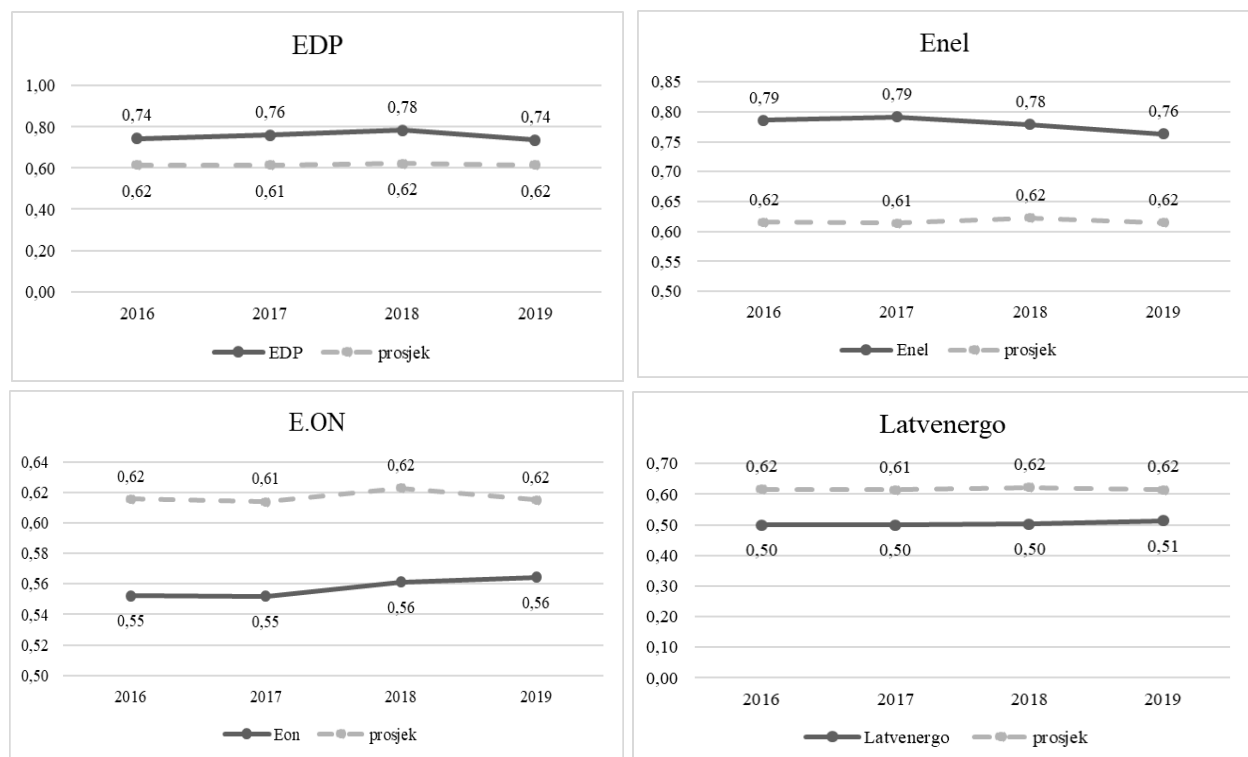 EDP
1,00
0,80
0,60
0,40
0,20
0,00
0,74 0,76 0,78 0,74
0,62 0,61 0,62 0,62
2016 2017 2018 2019
EDP prosjek
Enel
0,85
0,80
0,75
0,70
0,65
0,60
0,55
0,50
0,79 0,79 0,78 0,76
0,62 0,61 0,62 0,62
2016 2017 2018 2019
Enel prosjek
E.ON
0,64
0,62
0,60
0,58
0,56
0,54
0,52
0,50
0,62 0,61 0,62 0,62
0,55 0,55 0,56 0,56
2016 2017 2018 2019
Eon prosjek
Latvenergo
0,70
0,60
0,50
0,40
0,30
0,20
0,10
0,00
0,62 0,61 0,62 0,62
0,50 0,50 0,50 0,51
2016 2017 2018 2019
Latvenergo prosjek